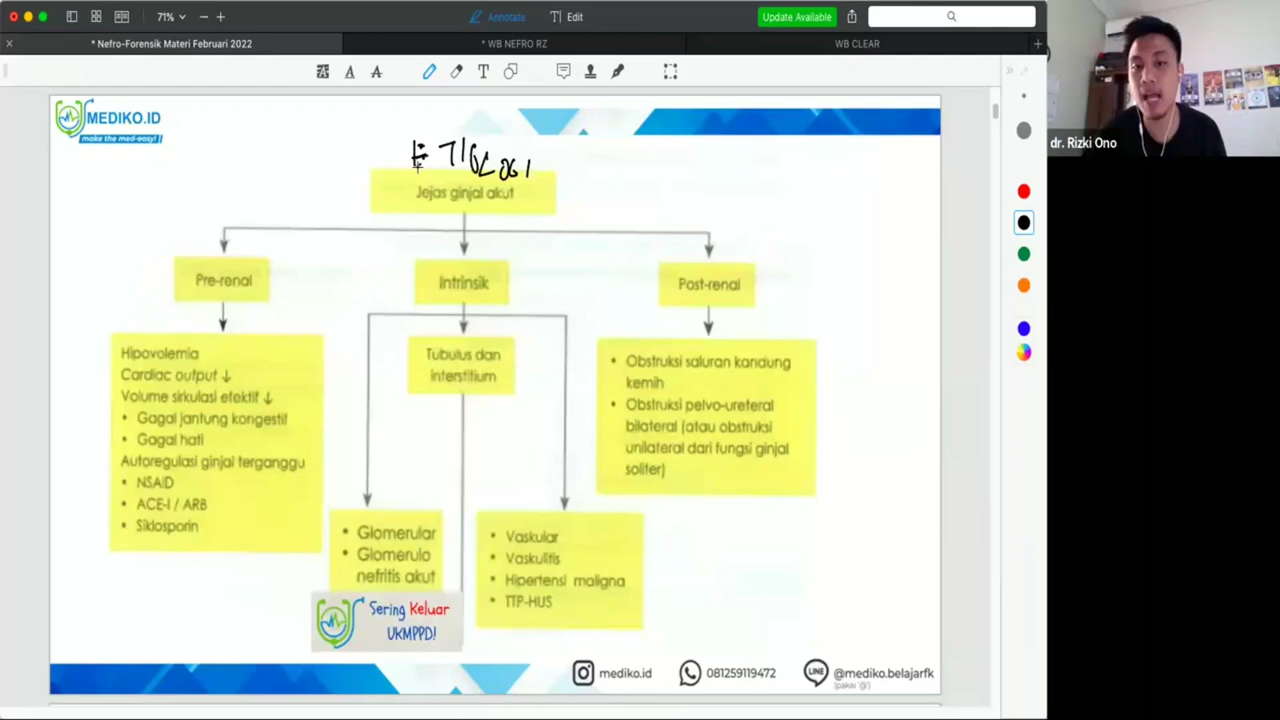 71%
Annotate
Edit
Update Available
* Nefro-Forensik Materi Februari 2022
* WB NEFRO RZ
WB CLEAR
MEDIKO.ID
make the med-easy!
ETIOLOGI
Jejas ginjal akut
Pre-renal
Intrinsik
Post-renal
Hipovolemia
Cardiac output ↓
Volume sirkulasi efektif ↓
• Gagal jantung kongestif
• Gagal hati
Autoregulasi ginjal terganggu
• NSAID
• ACE-I / ARB
• Siklosporin
Tubulus dan
interstitium
• Obstruksi saluran kandung
kemih
• Obstruksi pelvo-ureteral
bilateral (atau obstruksi
unilateral dari fungsi ginjal
soliter)
• Glomerular
• Glomerulo
nefritis akut
• Vaskular
• Vaskulitis
• Hipertensi maligna
• TTP-HUS
Sering Keluar
UKMPPD!
mediko.id
081259119472
LINE
@mediko.belajarfk
(pakai '@')
dr. Rizki Ono